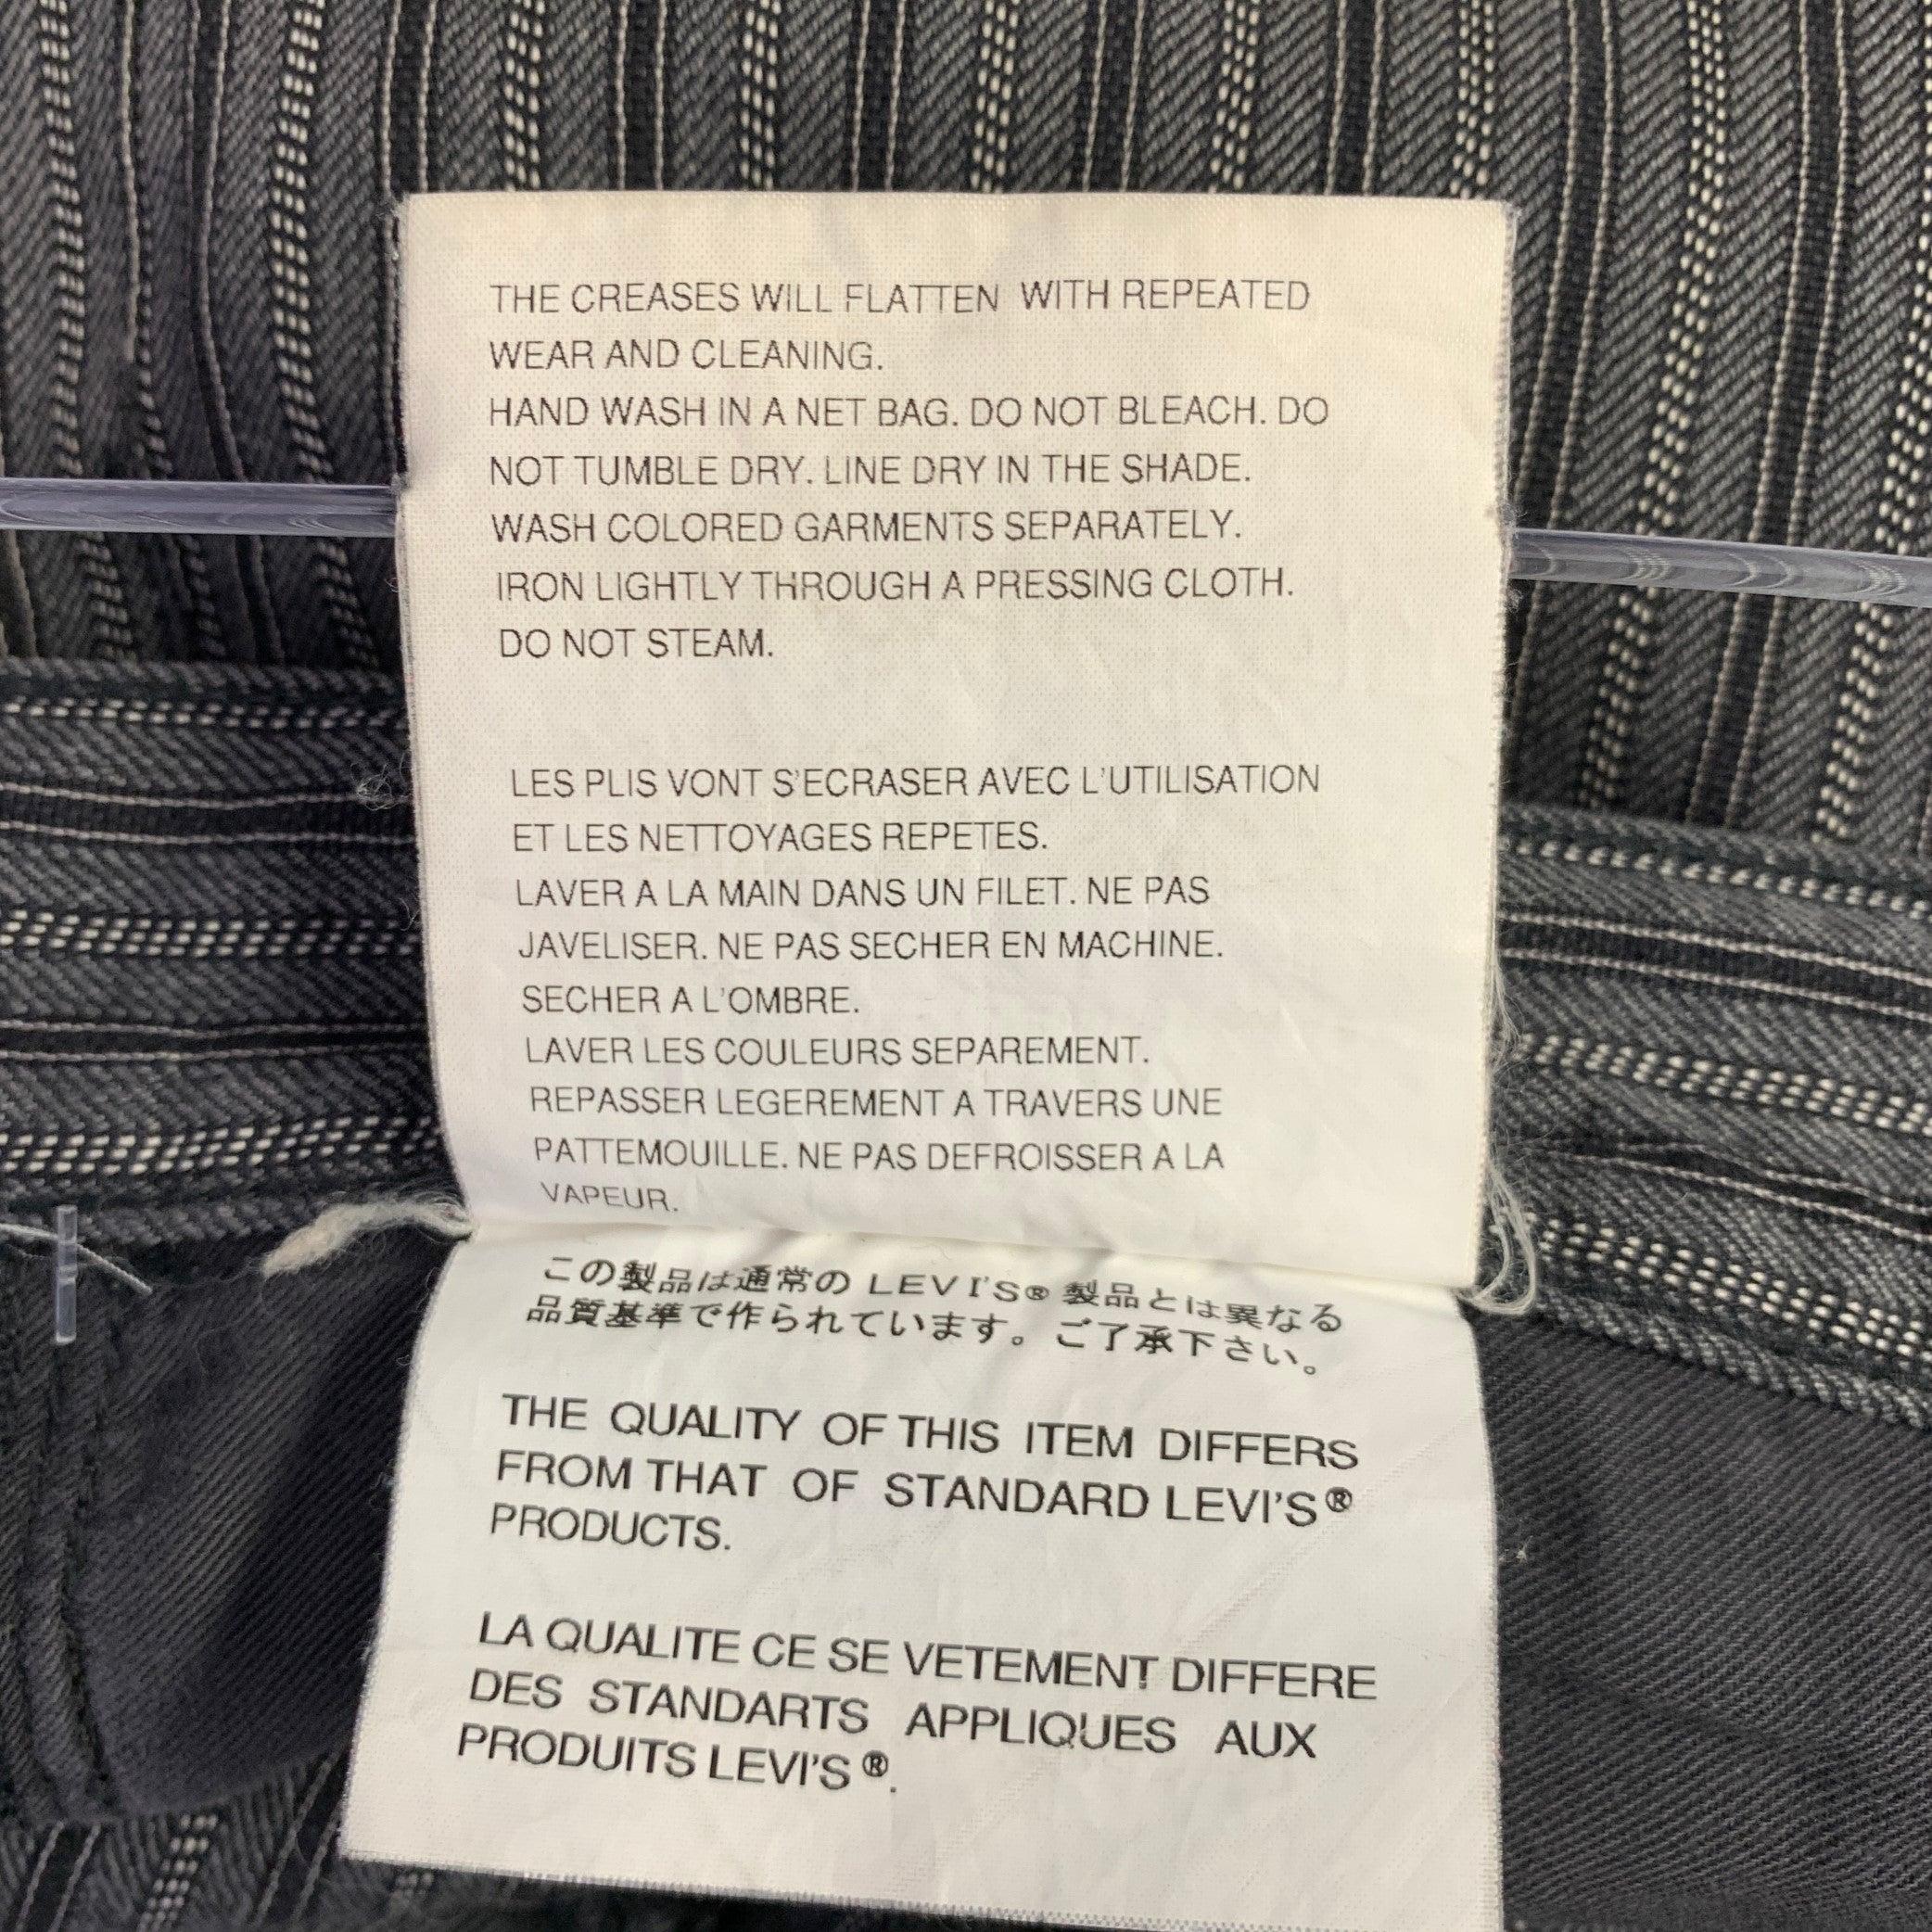 THE CREASES WILL FLATTEN WITH REPEATED
WEAR AND CLEANING.
HAND WASH IN A NET BAG. DO NOT BLEACH. DO
NOT TUMBLE DRY. LINE DRY IN THE SHADE.
WASH COLORED GARMENTS SEPARATELY.
IRON LIGHTLY THROUGH A PRESSING CLOTH.
DO NOT STEAM.
LES PLIS VONT S'ECRASER AVEC L'UTILISATION
ET LES NETTOYAGES REPETES.
LAVER A LA MAIN DANS UN FILET. NE PAS
JAVELISER. NE PAS SECHER EN MACHINE.
SECHER A L'OMBRE.
LAVER LES COULEURS SEPAREMENT.
REPASSER LEGEREMENT A TRAVERS UNE
PATTEMOUILLE. NE PAS DEFROISSER A LA
VAPEUR.
この製品は通常の LEVI'S® 製品とは異なる
品質基準で作られています。ご了承下さい。
THE QUALITY OF THIS ITEM DIFFERS
FROM THAT OF STANDARD LEVI'S®
PRODUCTS.
LA QUALITE CE SE VETEMENT DIFFERE
DES STANDARTS APPLIQUES AUX
PRODUITS LEVI'S®.